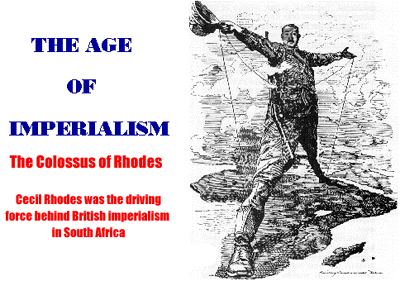 THE AGE
OF
IMPERIALISM
The Colossus of Rhodes
Cecil Rhodes was the driving
force behind British imperialism
in South Africa